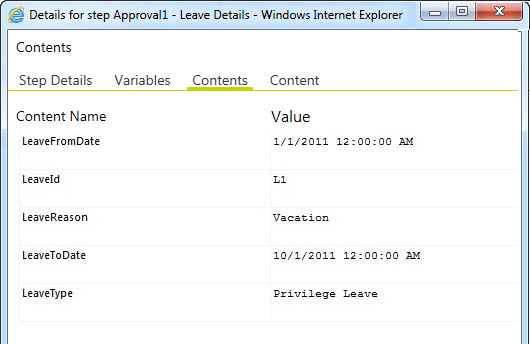 Details for step Approval1 - Leave Details - Windows Internet Explorer
Contents
Step Details Variables Contents Content
Content Name Value
LeaveFromDate 1/1/2011 12:00:00 AM
LeaveId L1
LeaveReason Vacation
LeaveToDate 10/1/2011 12:00:00 AM
LeaveType Privilege Leave